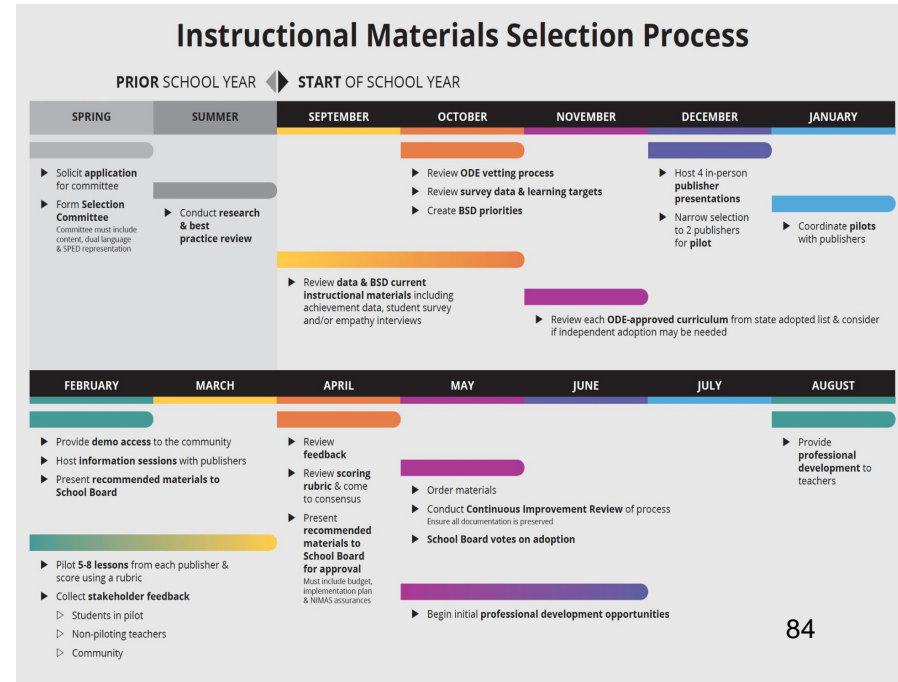 Instructional Materials Selection Process
PRIOR SCHOOL YEAR START OF SCHOOL YEAR
SPRING SUMMER SEPTEMBER OCTOBER NOVEMBER DECEMBER JANUARY
Solicit application
for committee
Form Selection
Committee
Committee must include
content, dual language
& SPED representation
Conduct research
& best
practice review
Review data & BSD current
instructional materials including
achievement data, student survey
and/or empathy interviews
Review ODE vetting process
Review survey data & learning targets
Create BSD priorities
Review each ODE-approved curriculum from state adopted list & consider
if independent adoption may be needed
Host 4 in-person
publisher
presentations
Narrow selection
to 2 publishers
for pilot
Coordinate pilots
with publishers
FEBRUARY MARCH APRIL MAY JUNE JULY AUGUST
Provide demo access to the community
Host information sessions with publishers
Present recommended materials to
School Board
Pilot 5-8 lessons from each publisher &
score using a rubric
Collect stakeholder feedback
Students in pilot
Non-piloting teachers
Community
Review
feedback
Review scoring
rubric & come
to consensus
Present
recommended
materials to
School Board
for approval
Must include budget,
implementation plan
& NIMAS assurances
Order materials
Conduct Continuous Improvement Review of process
Ensure all documentation is preserved
School Board votes on adoption
Begin initial professional development opportunities
Provide
professional
development to
teachers
84